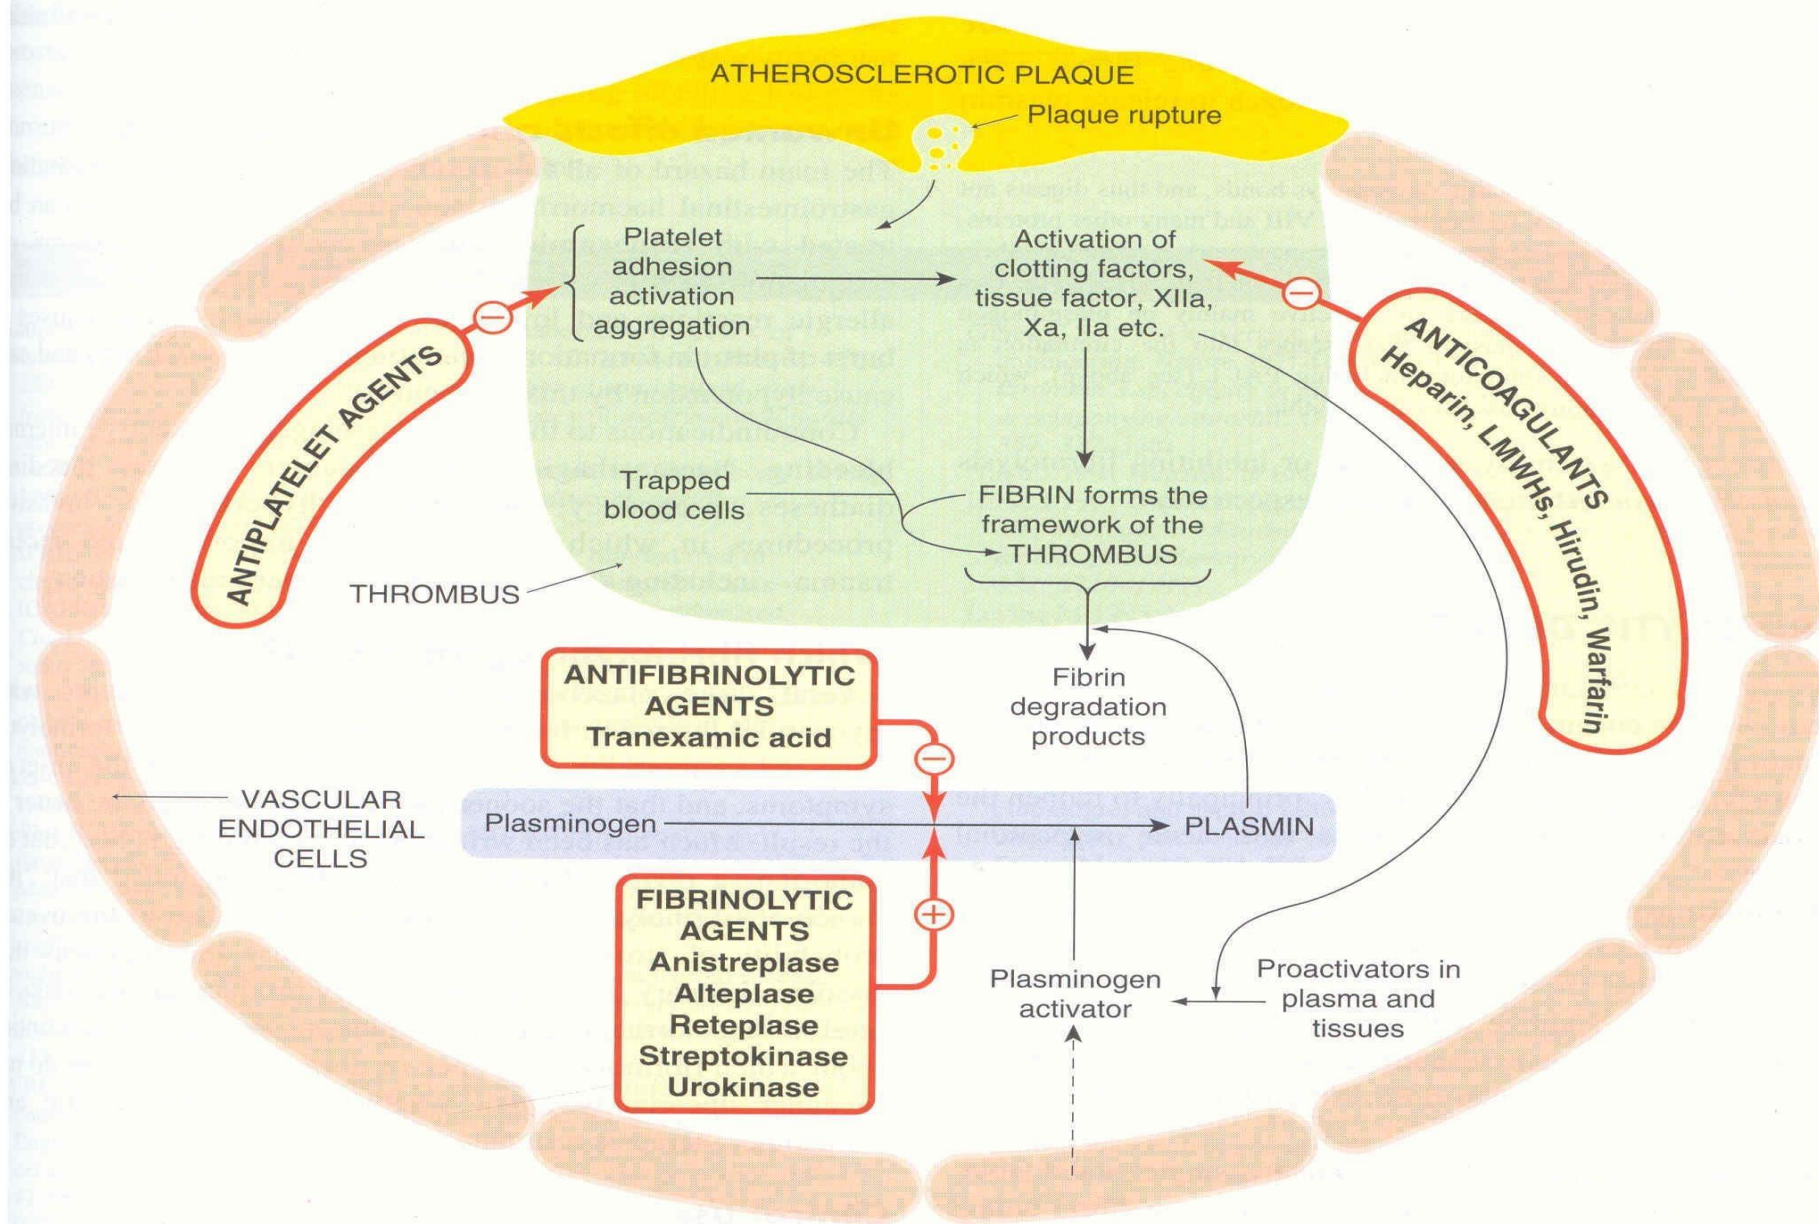 ATHEROSCLEROTIC PLAQUE
Plaque rupture
Platelet
adhesion
activation
aggregation
Activation of
clotting factors,
tissue factor, XIIa,
Xa, IIa etc.
ANTIPLATELET AGENTS
ANTICOAGULANTS
Heparin, LMWHs, Hirudin, Warfarin
Trapped
blood cells
FIBRIN forms the
framework of the
THROMBUS
THROMBUS
Fibrin
degradation
products
ANTIFIBRINOLYTIC
AGENTS
Tranexamic acid
VASCULAR
ENDOTHELIAL
CELLS
Plasminogen
PLASMIN
FIBRINOLYTIC
AGENTS
Anistreplase
Alteplase
Reteplase
Streptokinase
Urokinase
Plasminogen
activator
Proactivators in
plasma and
tissues